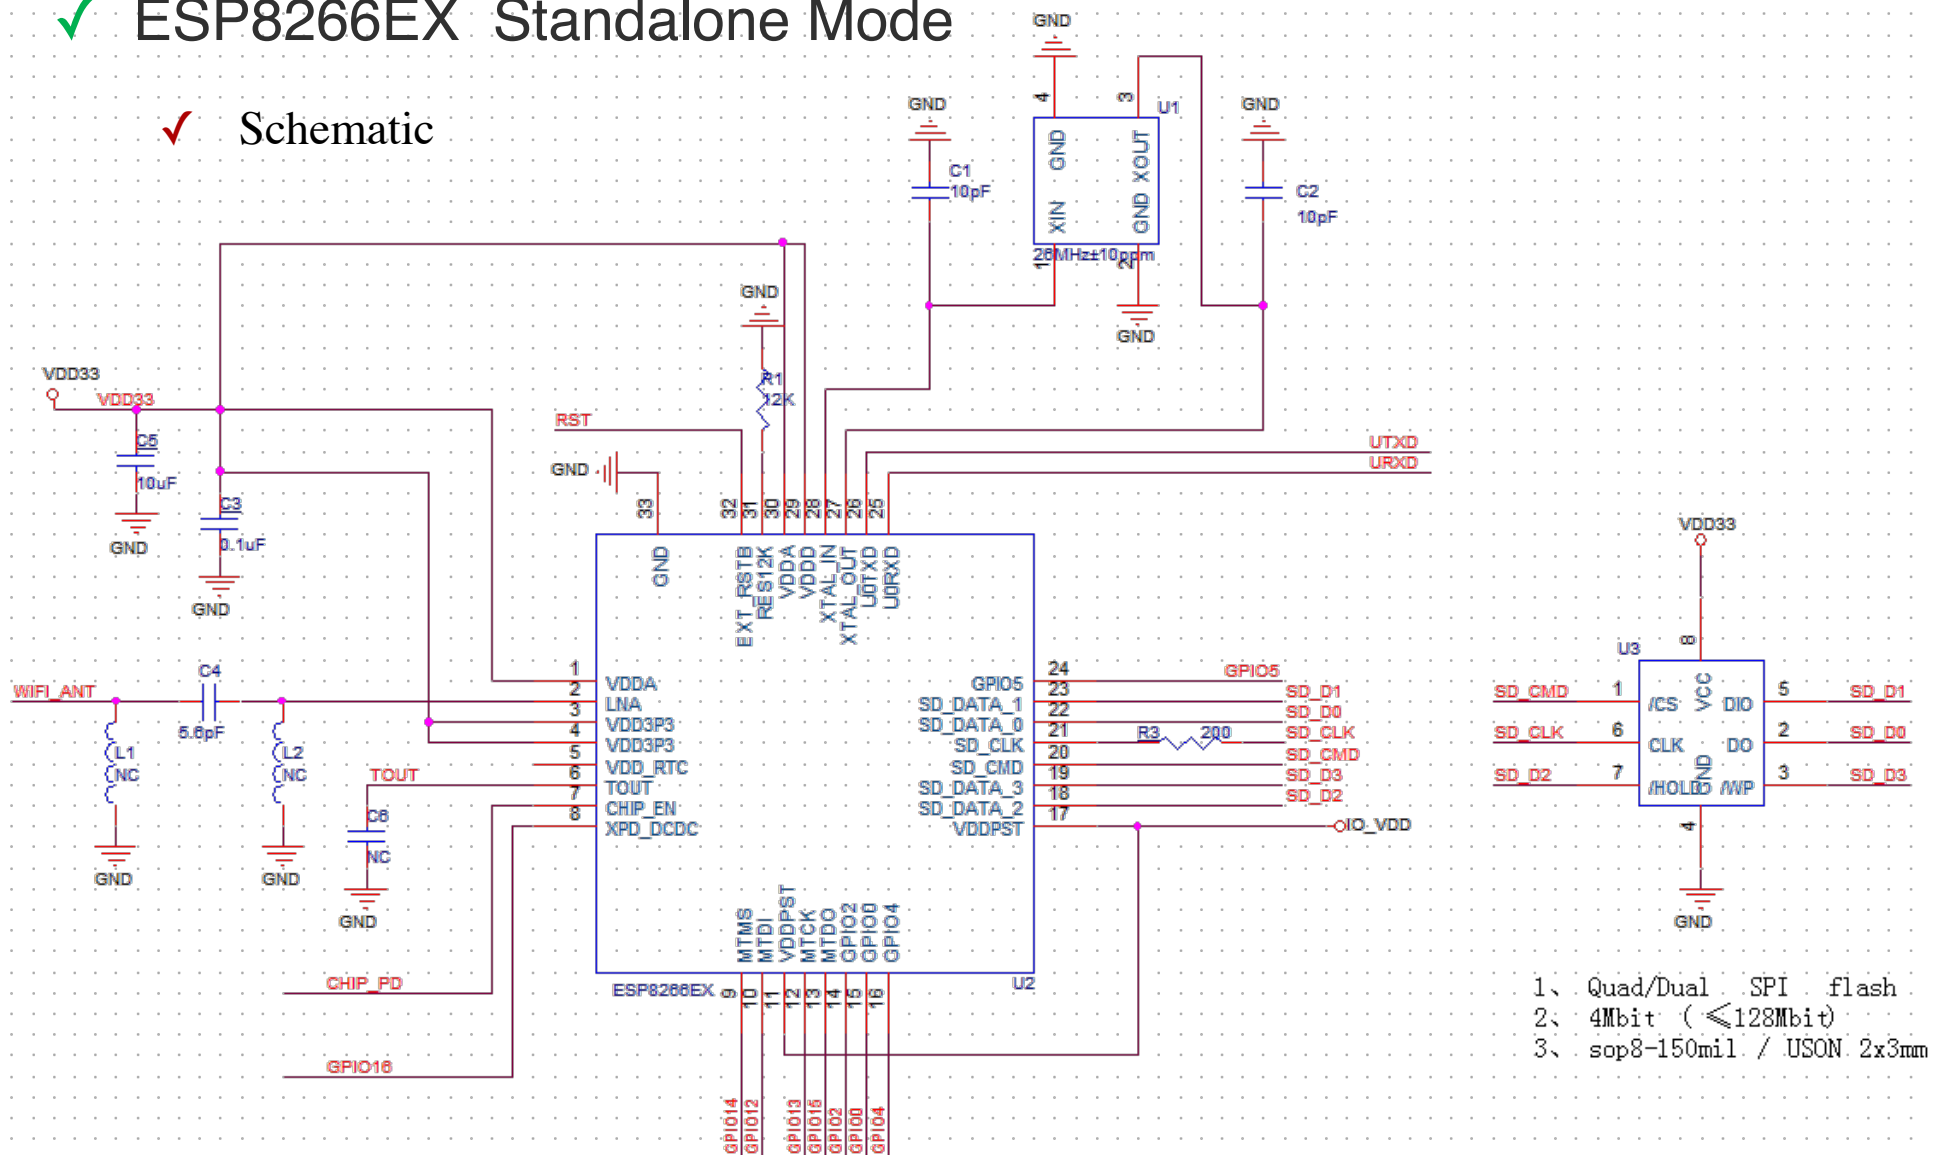 ESP8266EX Standalone Mode
Schematic
GND
4
3
U1
GND
XOUT
XIN
GND
26MHz±10ppm
1
2
GND
GND
C1
10pF
GND
C2
10pF
GND
R1
12K
VDD33
VDD33
C5
10uF
GND
C3
0.1uF
GND
RST
GND
UTXD
URXD
33
32
31
30
29
28
27
26
25
GND
EXT_RSTB
RES12K
VDDA
VDDD
XTAL_IN
XTAL_OUT
U0TXD
U0RXD
WIFI_ANT
C4
5.6pF
L1
NC
GND
L2
NC
GND
TOUT
C6
NC
GND
CHIP_PD
GPIO16
1
2
3
4
5
6
7
8
VDDA
LNA
VDD3P3
VDD3P3
VDD_RTC
TOUT
CHIP_EN
XPD_DCDC
GPIO5
SD_DATA_1
SD_DATA_0
SD_CLK
SD_CMD
SD_DATA_3
SD_DATA_2
VDDPST
24
23
22
21
20
19
18
17
GPIO5
SD_D1
SD_D0
R3 200
SD_CLK
SD_CMD
SD_D3
SD_D2
IO_VDD
MTMS
MTDI
VDDPST
MTCK
MTDO
GPIO2
GPIO0
GPIO4
ESP8266EX
U2
9
10
11
12
13
14
15
16
GPIO14
GPIO12
GPIO13
GPIO15
GPIO2
GPIO0
GPIO4
VDD33
8
U3
SD_CMD
1
/CS
VCC
DIO
5
SD_D1
SD_CLK
6
CLK
DO
2
SD_D0
SD_D2
7
/HOLD
GND
/WP
3
SD_D3
4
GND
1、 Quad/Dual SPI flash
2、 4Mbit (≤128Mbit)
3、 sop8-150mil / USON 2x3mm